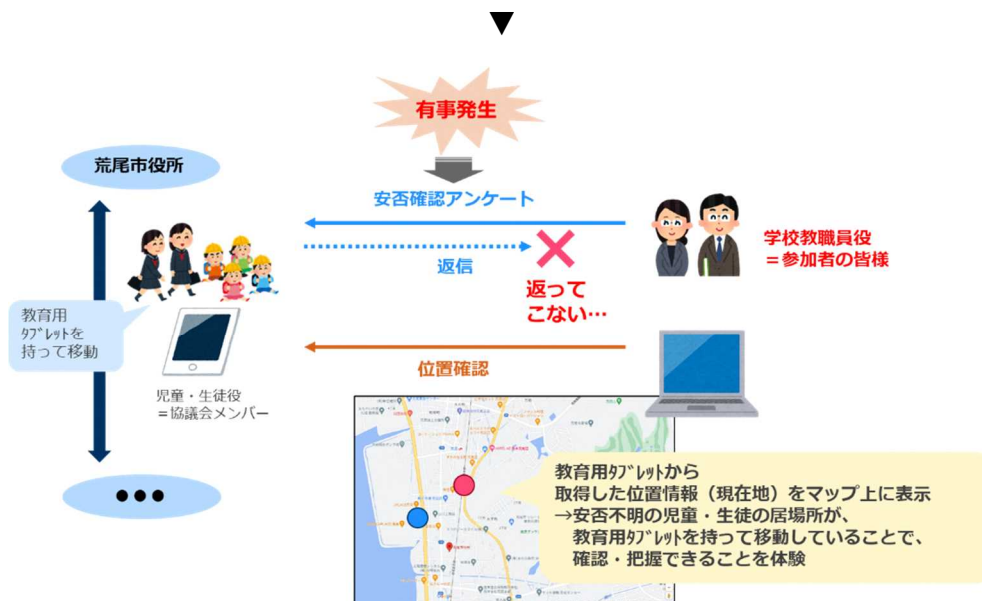 ▼
有事発生
荒尾市役所
安否確認アンケート
返信
返って
こない…
学校教職員役
＝参加者の皆様
教育用
ﾀﾌﾞﾚｯﾄを
持って移動
児童・生徒役
＝協議会メンバー
位置確認
●●●
教育用ﾀﾌﾞﾚｯﾄから
取得した位置情報（現在地）をマップ上に表示
→安否不明の児童・生徒の居場所が、
教育用ﾀﾌﾞﾚｯﾄを持って移動していることで、
確認・把握できることを体験